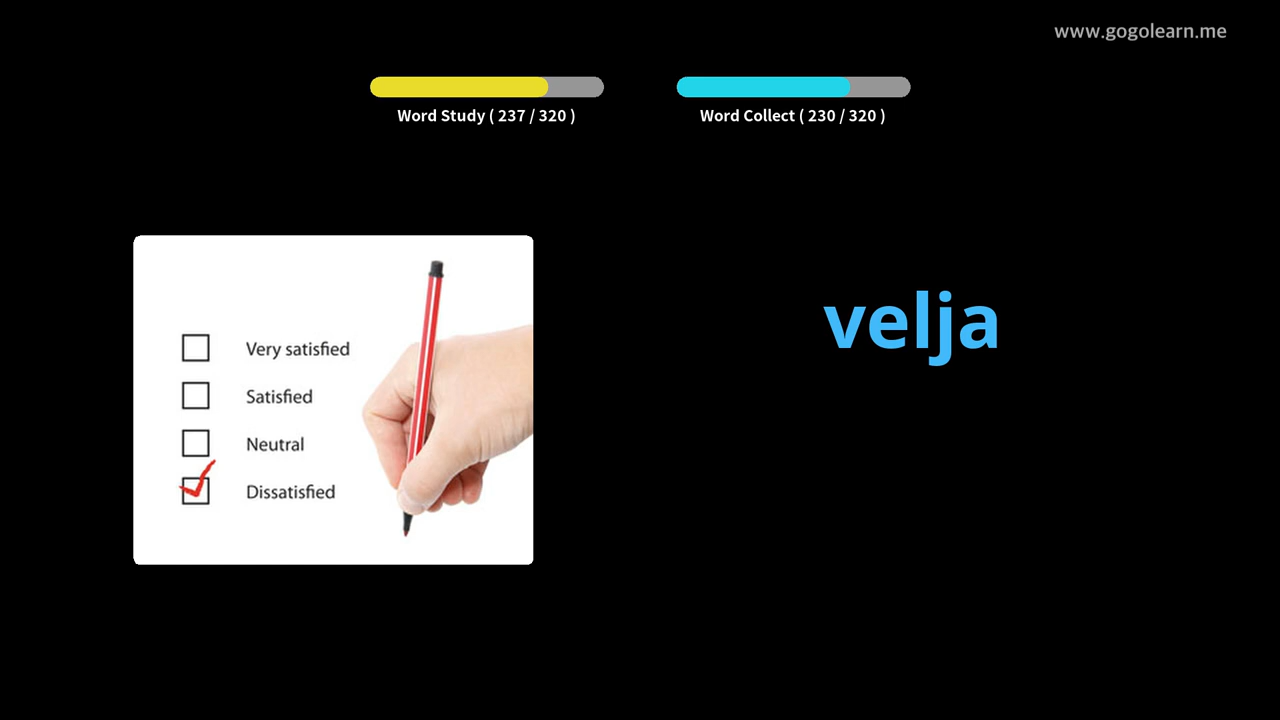 www.gogolearn.me
Word Study ( 237 / 320 )
Word Collect ( 230 / 320 )
velja
Very satisfied
Satisfied
Neutral
Dissatisfied